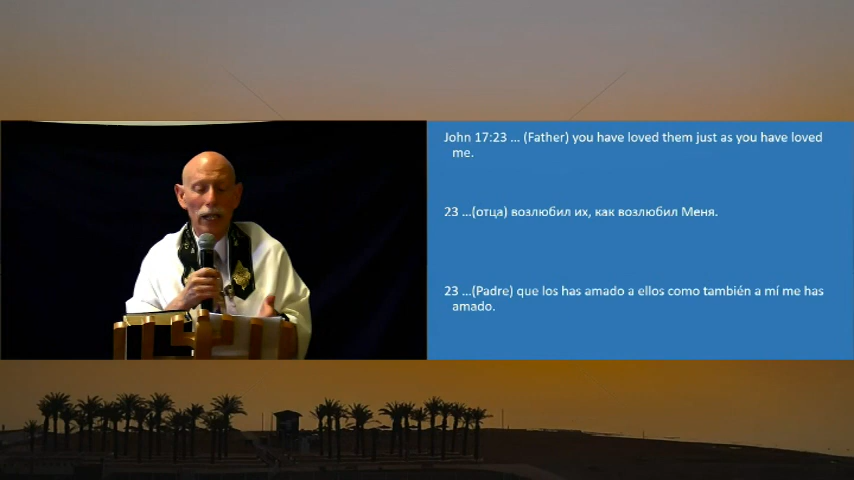 John 17:23 … (Father) you have loved them just as you have loved
me.
23 …(отца) возлюбил их, как возлюбил Меня.
23 …(Padre) que los has amado a ellos como también a mí me has
amado.